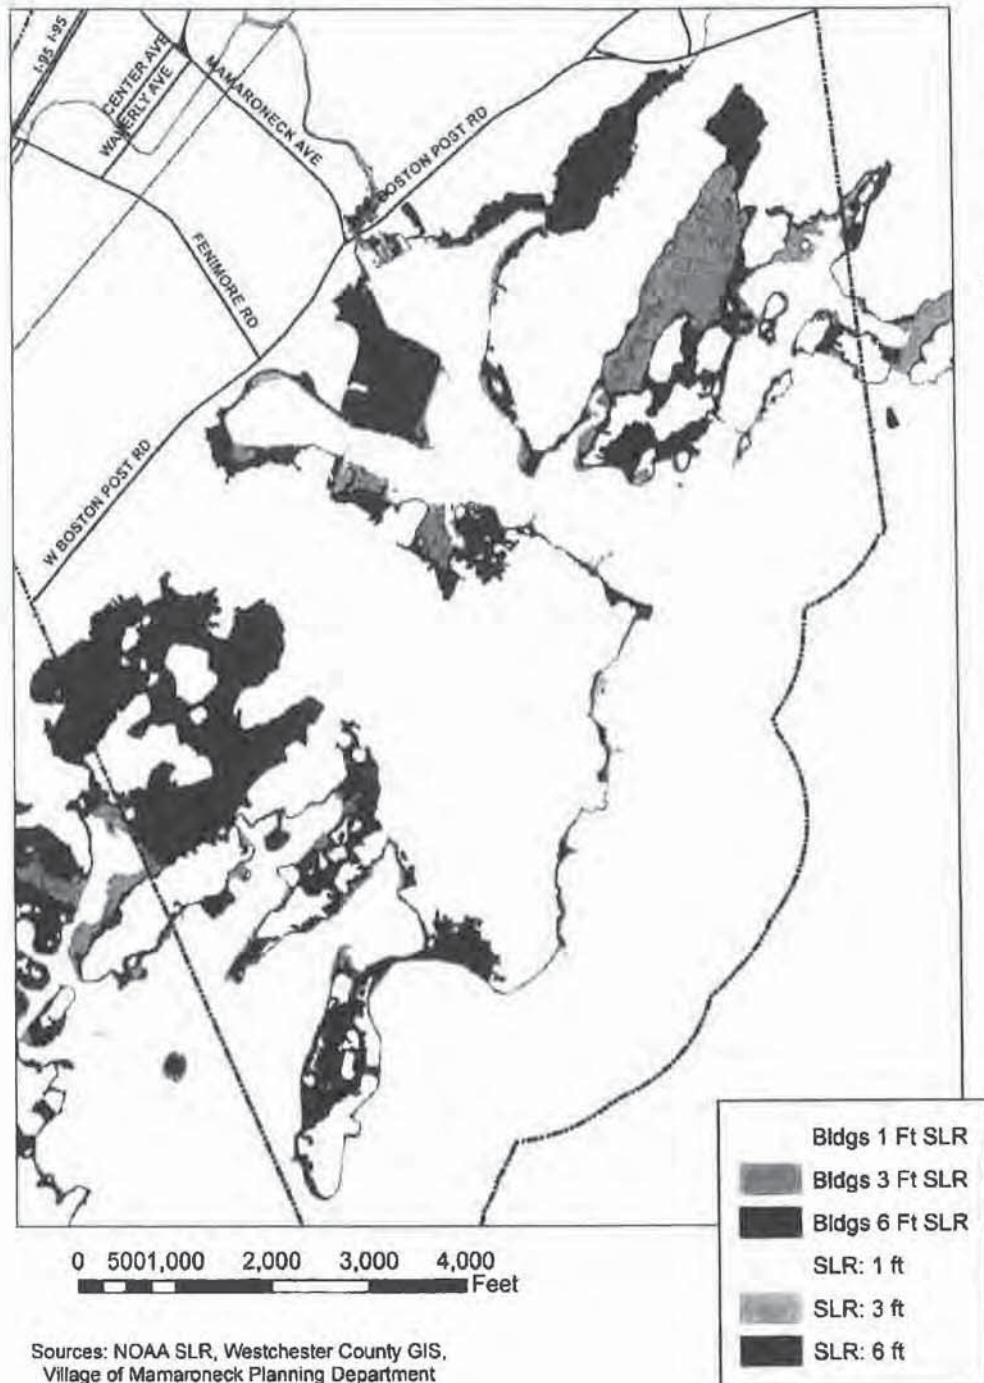 I-95 I-95
CENTER AVE
WAVERLY AVE
MAMARONECK AVE
BOSTON POST RD
FENIMORE RD
W BOSTON POST RD
Bldgs 1 Ft SLR
Bldgs 3 Ft SLR
Bldgs 6 Ft SLR
SLR: 1 ft
SLR: 3 ft
SLR: 6 ft
0 5001,000 2,000 3,000 4,000
Feet
Sources: NOAA SLR, Westchester County GIS,
Village of Mamaroneck Planning Department